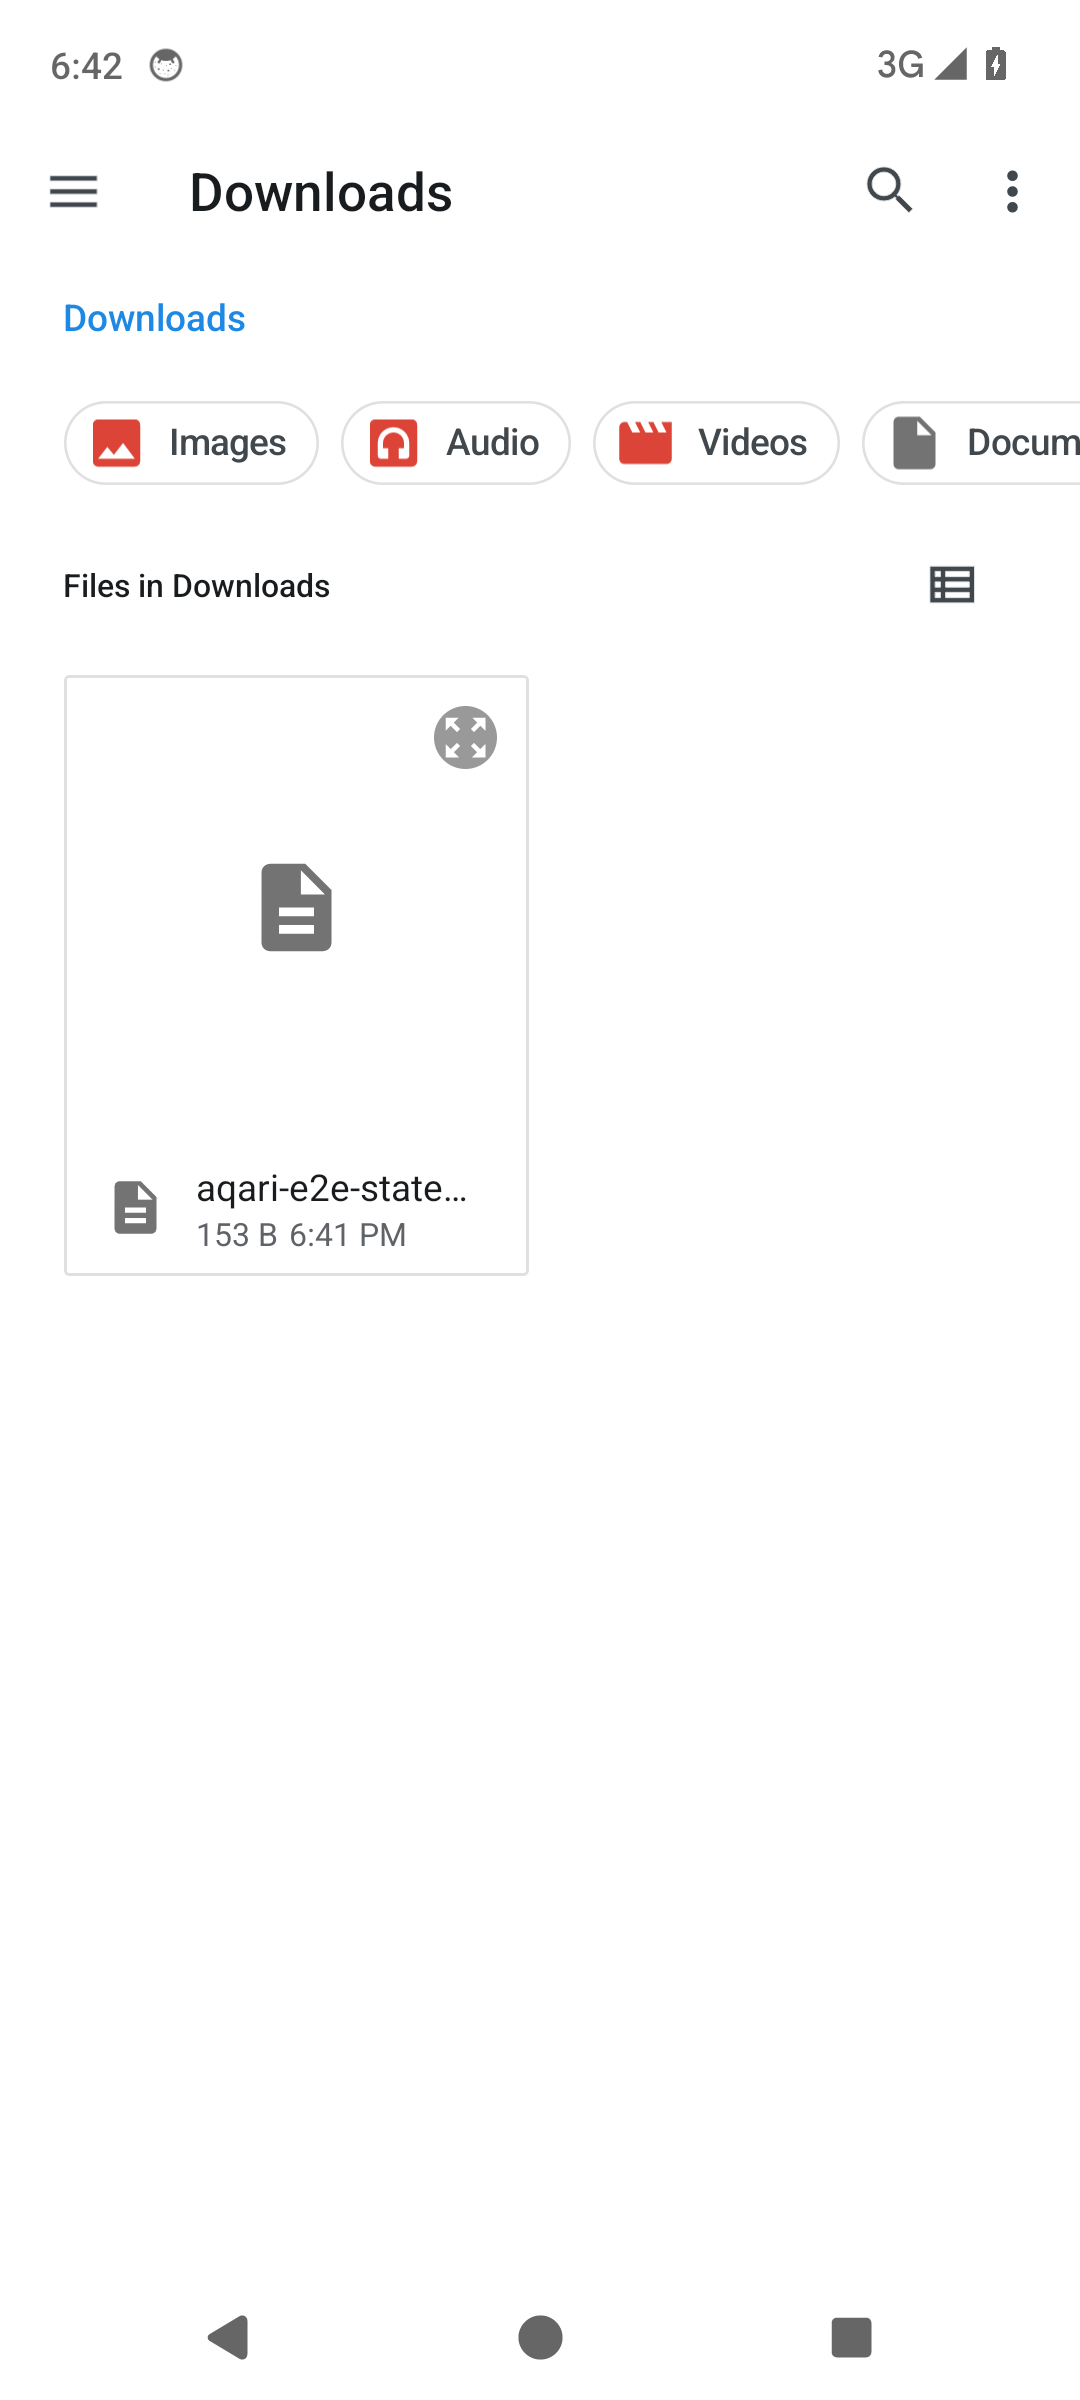 6:42
3G
Downloads
Downloads
Images
Audio
Videos
Docum
Files in Downloads
aqari-e2e-state…
153 B 6:41 PM